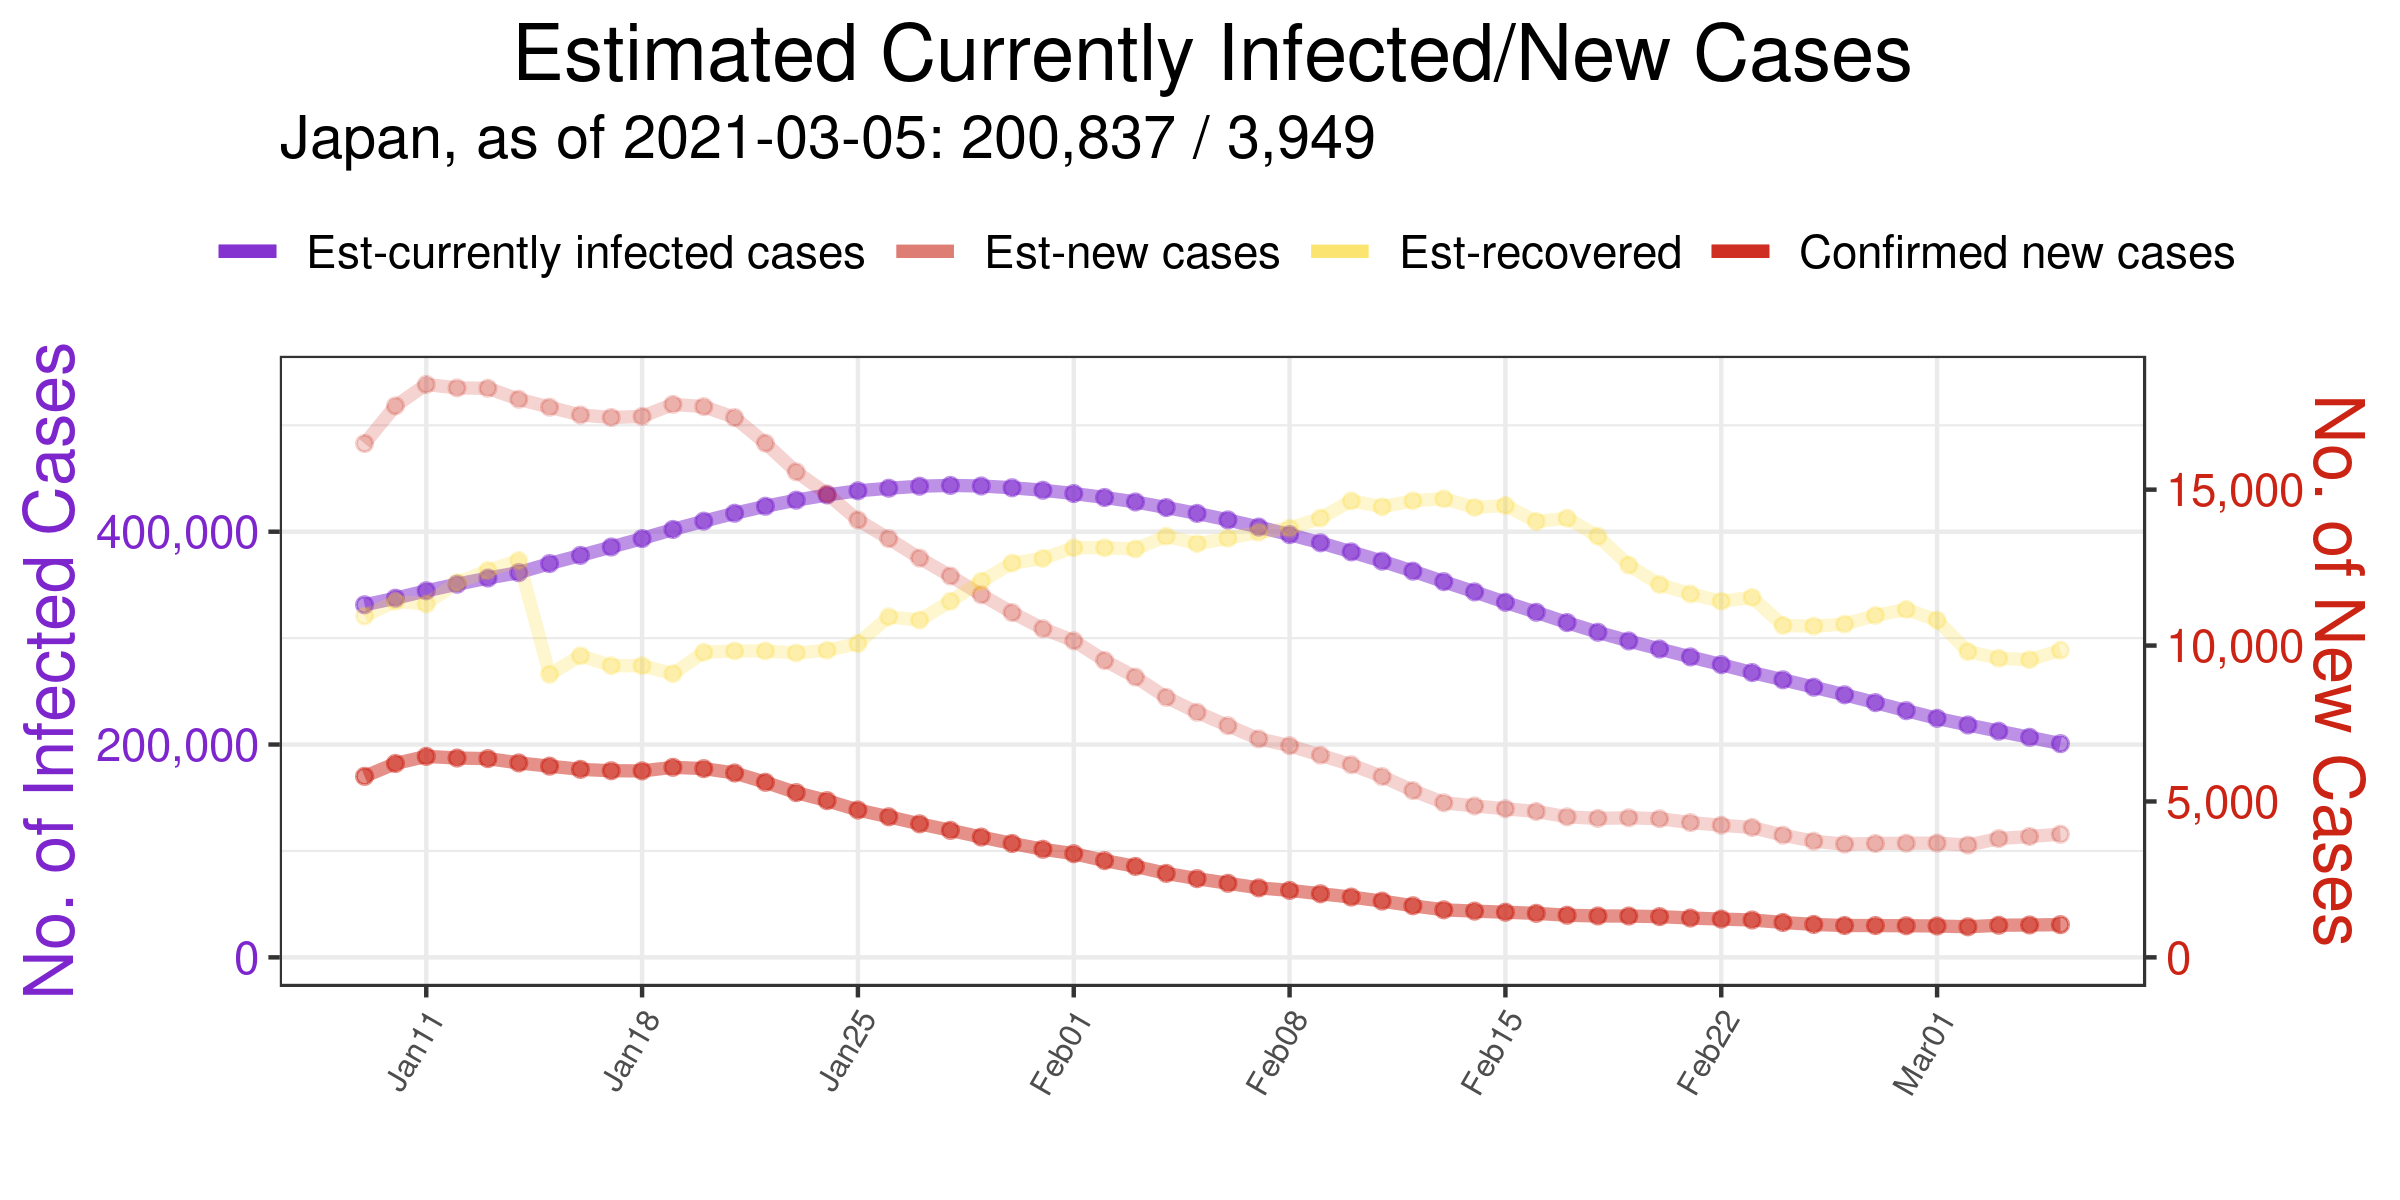 Estimated Currently Infected/New Cases
Japan, as of 2021-03-05: 200,837 / 3,949
Est-currently infected cases Est-new cases Est-recovered Confirmed new cases
No. of Infected Cases
400,000
200,000
0
15,000
10,000
5,000
0
No. of New Cases
Jan11 Jan18 Jan25 Feb01 Feb08 Feb15 Feb22 Mar01